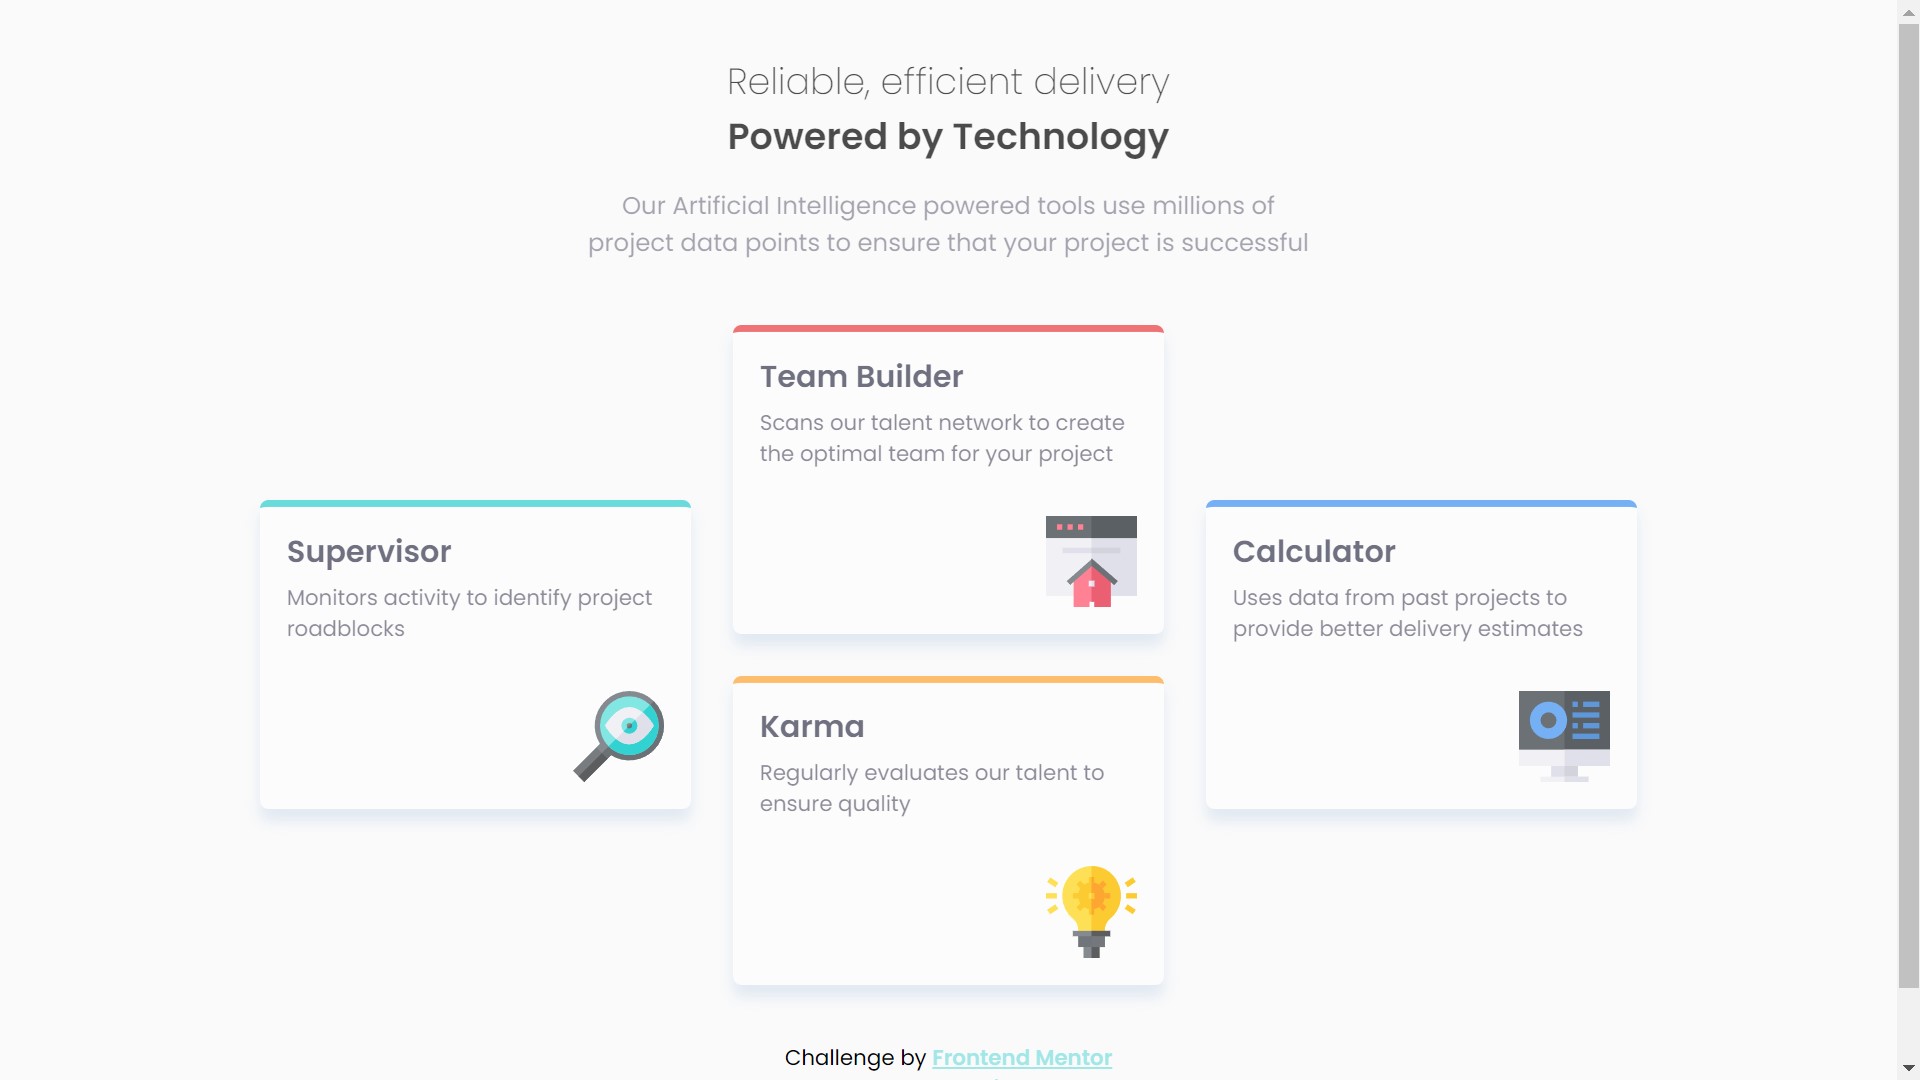 Reliable, efficient delivery
Powered by Technology
Our Artificial Intelligence powered tools use millions of
project data points to ensure that your project is successful
Team Builder
Scans our talent network to create
the optimal team for your project
Supervisor
Monitors activity to identify project
roadblocks
Calculator
Uses data from past projects to
provide better delivery estimates
Karma
Regularly evaluates our talent to
ensure quality
Challenge by Frontend Mentor